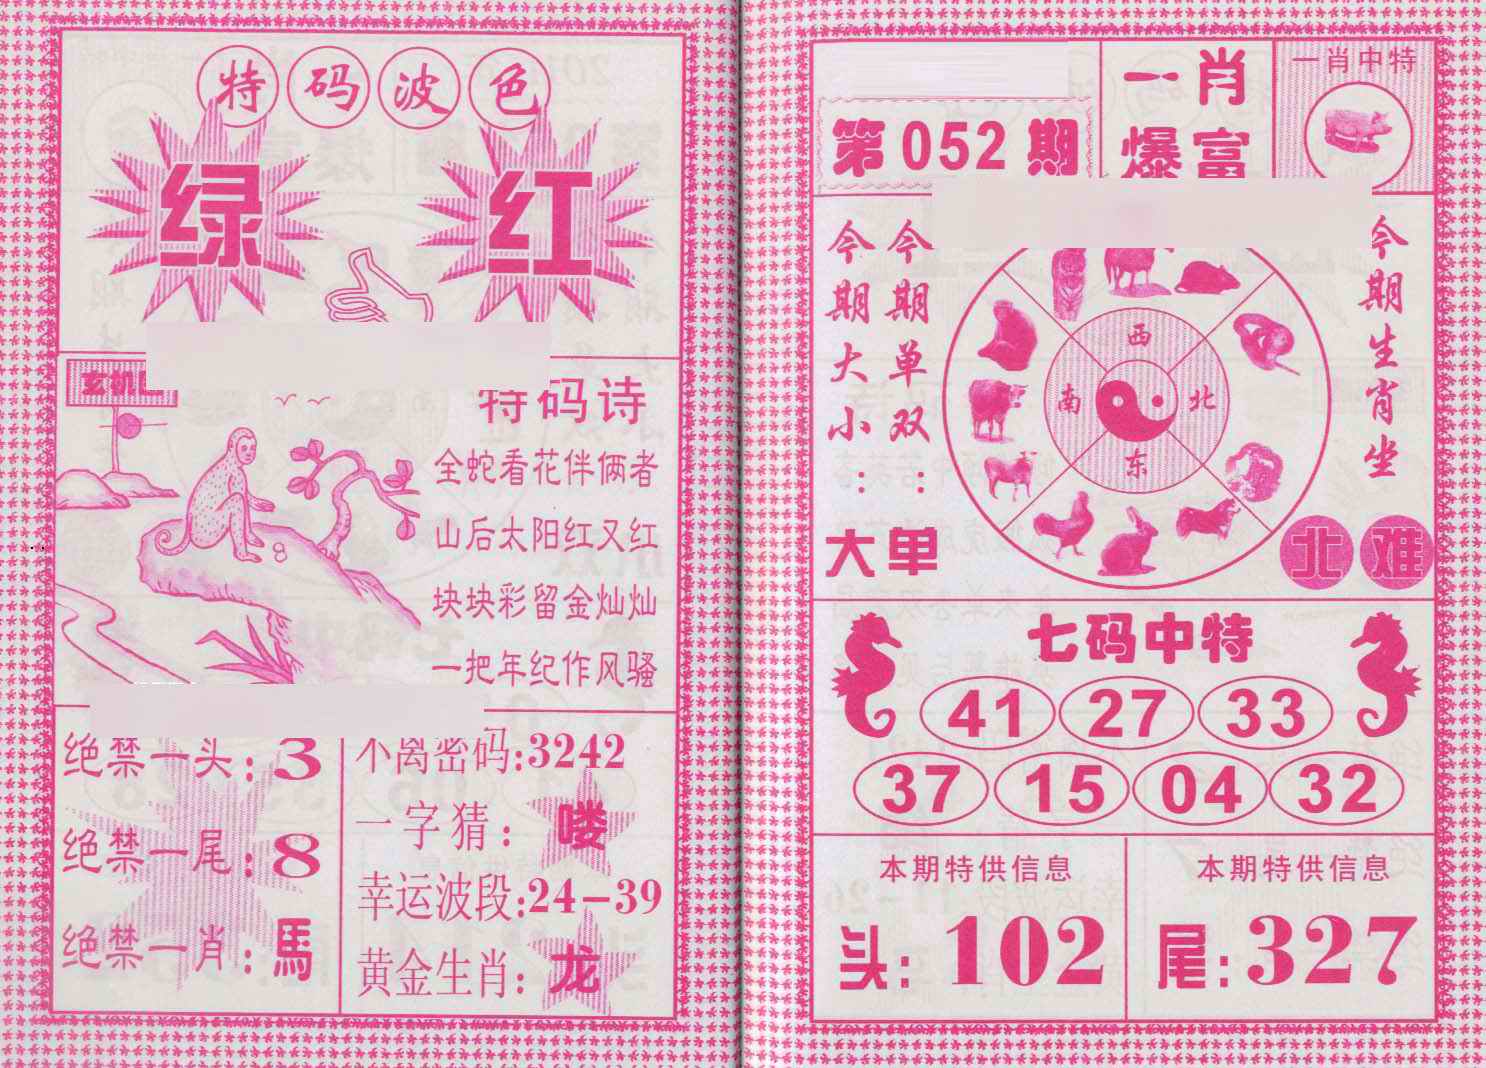 特码波色
绿 红
特码诗
全蛇看花伴俩者
山后太阳红又红
块块彩留金灿灿
一把年纪作风骚
绝禁一头:3
绝禁一尾:8
绝禁一肖:馬
不离密码:3242
一字猜:喽
幸运波段:24-39
黄金生肖:龙
第052期
一肖
爆富
一肖中特
今期大小:
大
今期单双:
单
西
南 北
东
今期生肖坐
北 难
七码中特
41 27 33
37 15 04 32
本期特供信息
头:102
本期特供信息
尾:327